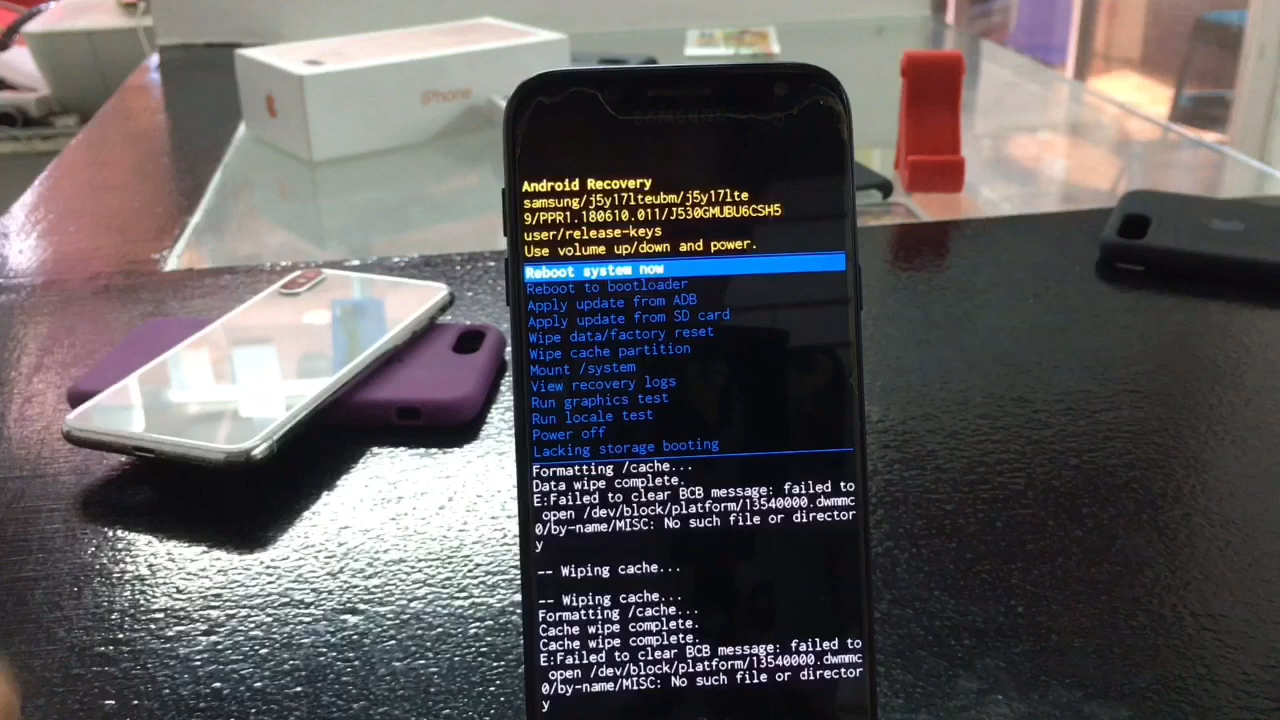 iPhone
SAMSUNG
Android Recovery
samsung/j5y17lteubm/j5y17lte
9/PPR1.180610.011/J530GMUBU6CSH5
user/release-keys
Use volume up/down and power.
Reboot system now
Reboot to bootloader
Apply update from ADB
Apply update from SD card
Wipe data/factory reset
Wipe cache partition
Mount /system
View recovery logs
Run graphics test
Run locale test
Power off
Lacking storage booting
Formatting /cache...
Data wipe complete.
E:Failed to clear BCB message: failed to
open /dev/block/platform/13540000.dwmmc
0/by-name/MISC: No such file or director
y
-- Wiping cache...
-- Wiping cache...
Formatting /cache...
Cache wipe complete.
Cache wipe complete.
E:Failed to clear BCB message: failed to
open /dev/block/platform/13540000.dwmmc
0/by-name/MISC: No such file or director
y